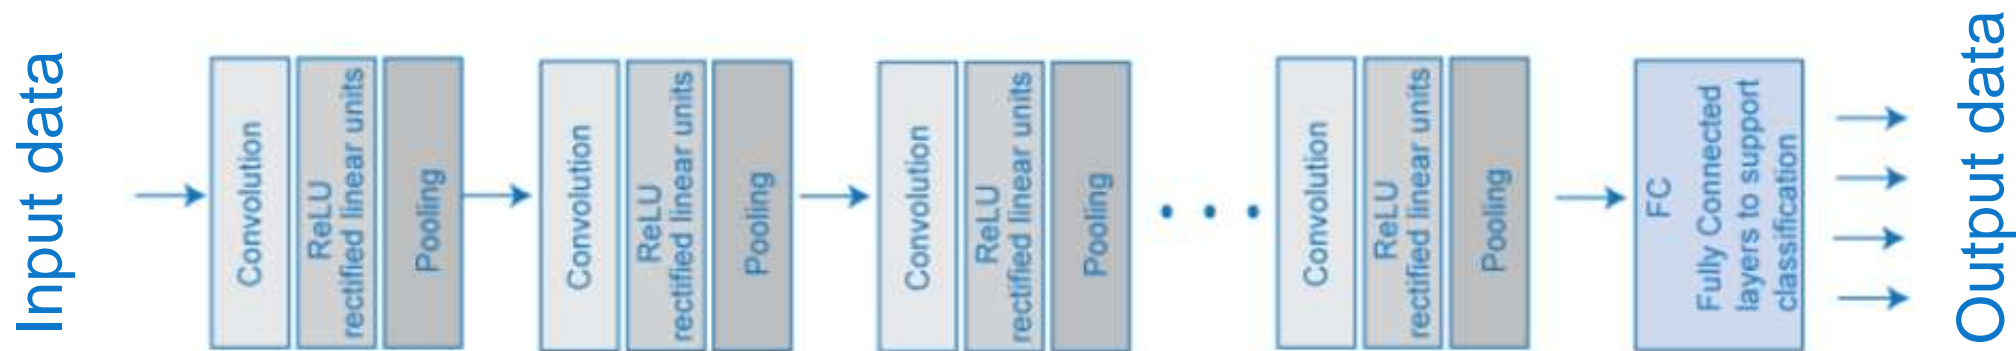 Input data
Convolution
ReLU
rectified linear units
Pooling
Convolution
ReLU
rectified linear units
Pooling
Convolution
ReLU
rectified linear units
Pooling
Convolution
ReLU
rectified linear units
Pooling
FC
Fully Connected
layers to support
classification
Output data